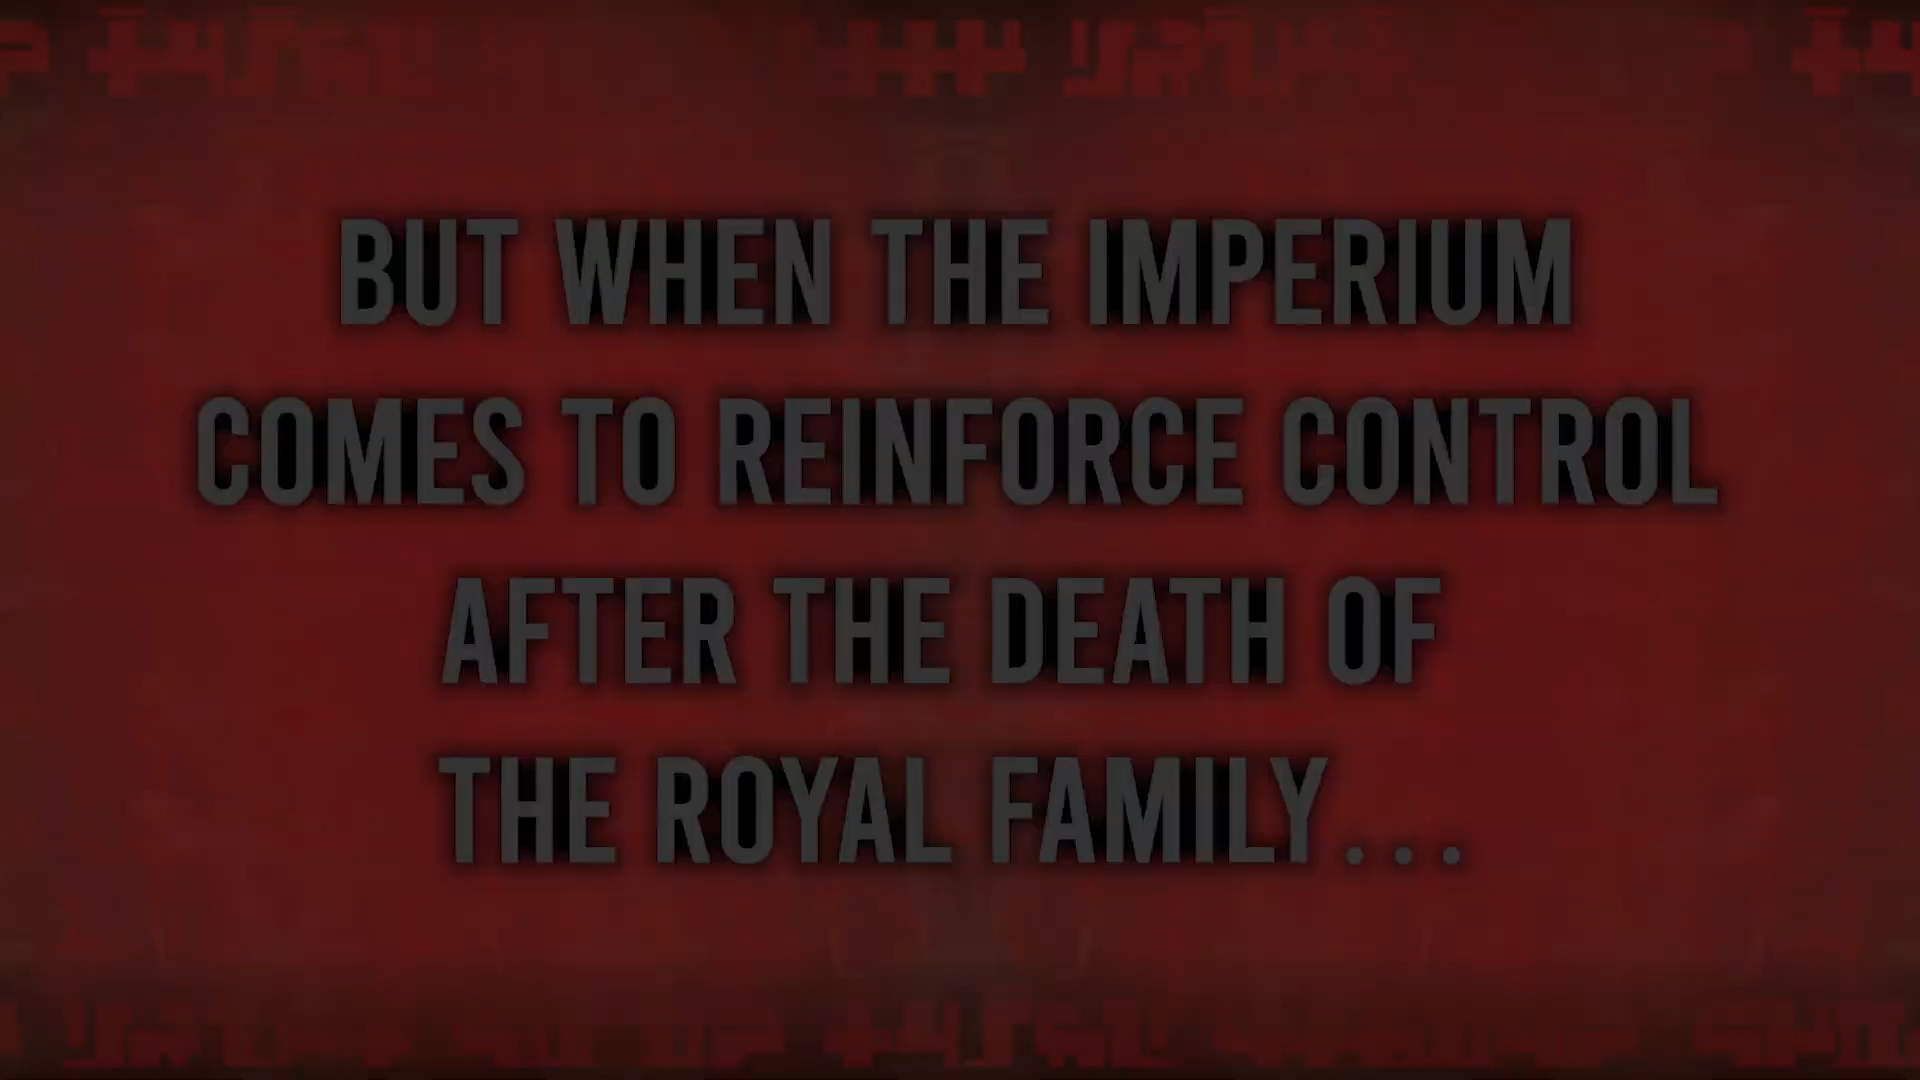 BUT WHEN THE IMPERIUM
COMES TO REINFORCE CONTROL
AFTER THE DEATH OF
THE ROYAL FAMILY...